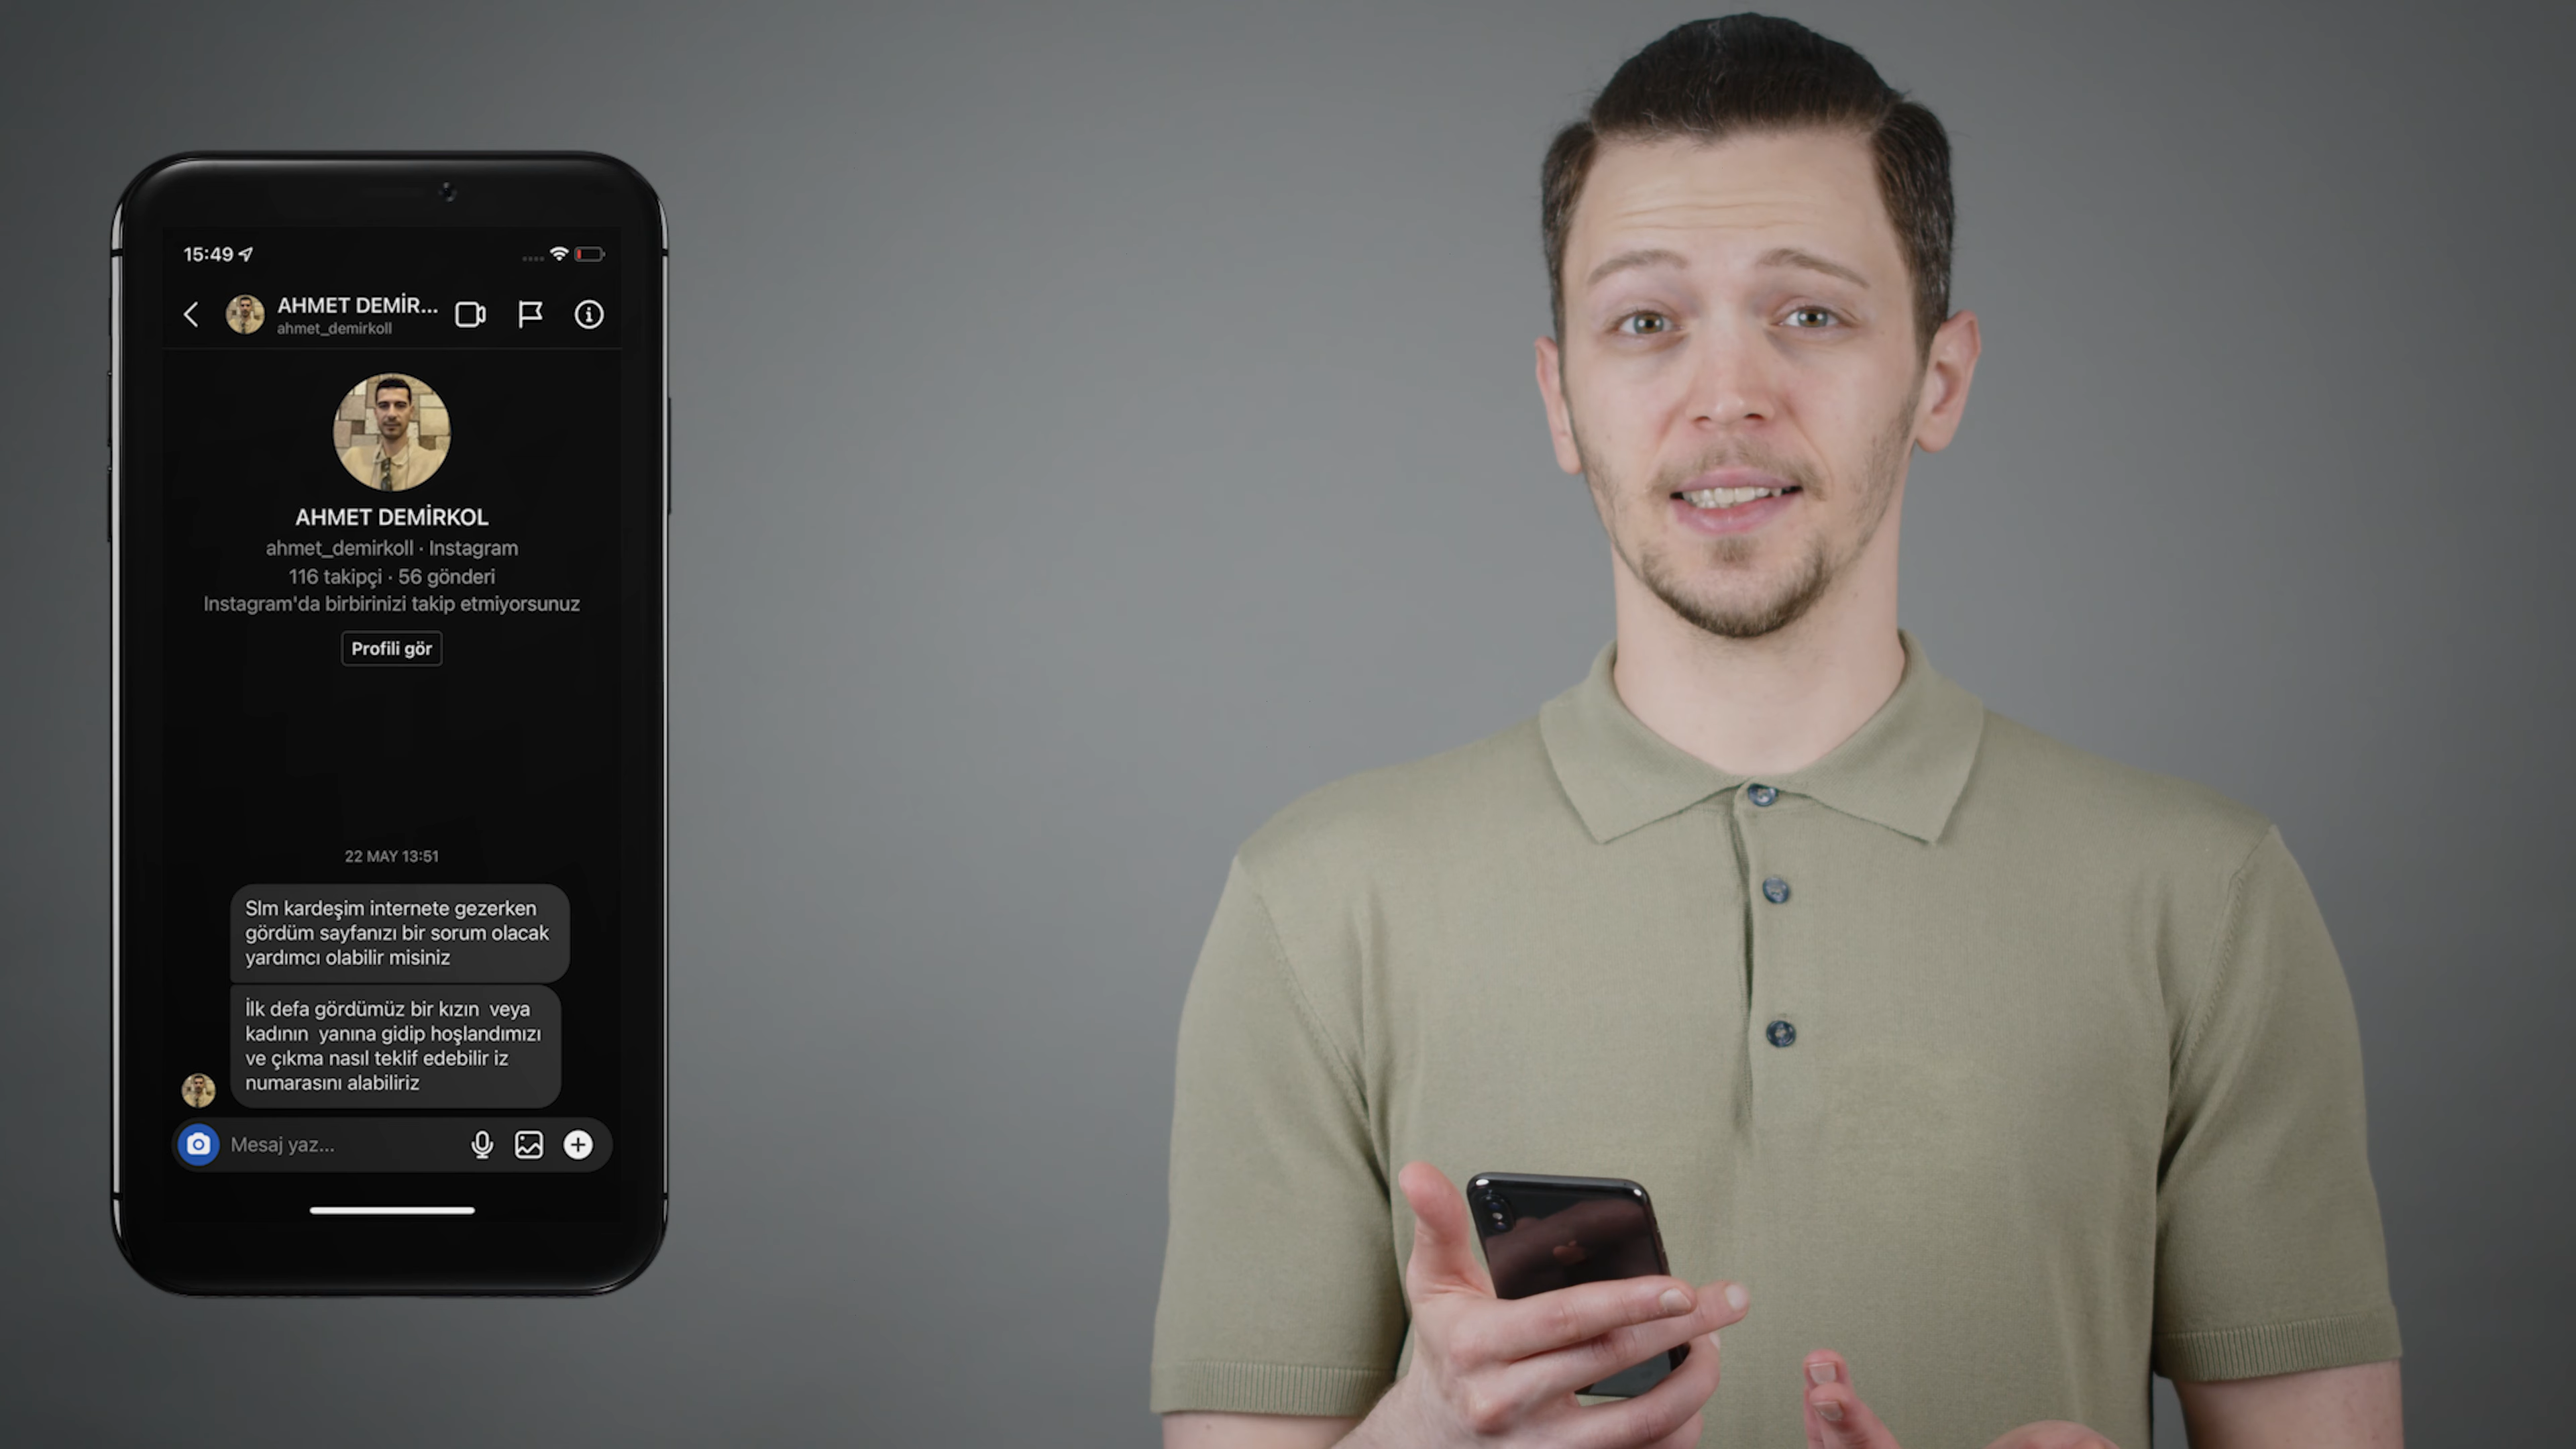 15:49
AHMET DEMİR...
ahmet_demirkoll
AHMET DEMİRKOL
ahmet_demirkoll · Instagram
116 takipçi · 56 gönderi
Instagram'da birbirinizi takip etmiyorsunuz
Profili gör
22 MAY 13:51
Slm kardeşim internete gezerken
gördüm sayfanızı bir sorum olacak
yardımcı olabilir misiniz
İlk defa gördümüz bir kızın  veya
kadının  yanına gidip hoşlandımızı
ve çıkma nasıl teklif edebilir iz
numarasını alabiliriz
Mesaj yaz...